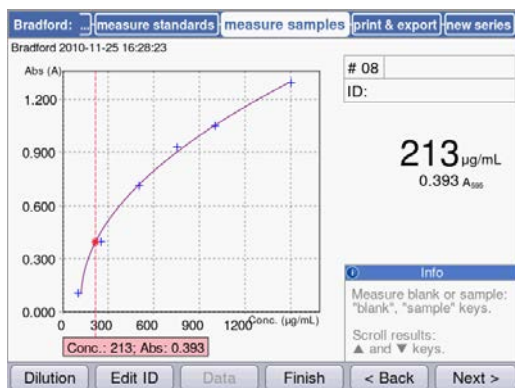 Bradford: ... measure standards measure samples print & export new series
Bradford 2010-11-25 16:28:23
Abs (A)
1.200
0.900
0.600
0.300
0.000
0 300 600 900 1200 Conc. (µg/mL)
Conc.: 213; Abs: 0.393
# 08
ID:
213 µg/mL
0.393 A595
Info
Measure blank or sample:
"blank", "sample" keys.
Scroll results:
▲ and ▼ keys.
Dilution Edit ID Data Finish < Back Next >